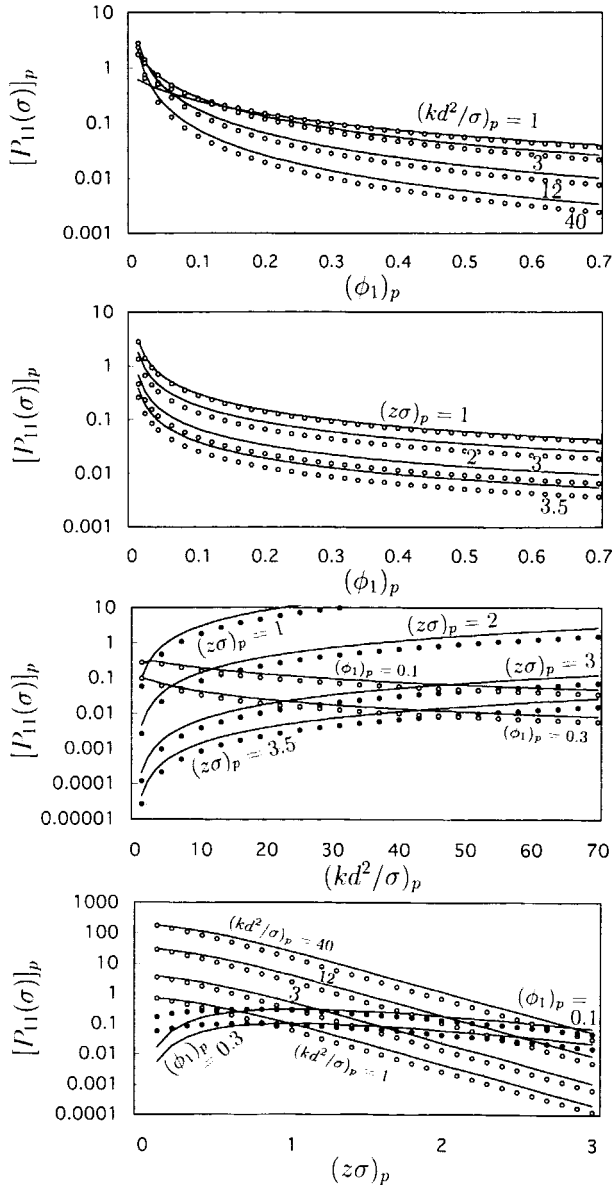 10
1
0.1
0.01
0.001
[P₁₁(σ)]ₚ
(kd²/σ)ₚ = 1
3
12
40
0 0.1 0.2 0.3 0.4 0.5 0.6 0.7
(ϕ₁)ₚ
10
1
0.1
0.01
0.001
[P₁₁(σ)]ₚ
(zσ)ₚ = 1
2
3
3.5
0 0.1 0.2 0.3 0.4 0.5 0.6 0.7
(ϕ₁)ₚ
10
1
0.1
0.01
0.001
0.0001
0.00001
[P₁₁(σ)]ₚ
(zσ)ₚ = 1
(zσ)ₚ = 2
(ϕ₁)ₚ = 0.1
(zσ)ₚ = 3
(zσ)ₚ = 3.5
(ϕ₁)ₚ = 0.3
0 10 20 30 40 50 60 70
(kd²/σ)ₚ
1000
100
10
1
0.1
0.01
0.001
0.0001
[P₁₁(σ)]ₚ
(kd²/σ)ₚ = 40
12
3
(ϕ₁)ₚ =
0.1
(ϕ₁)ₚ
= 0.3
(kd²/σ)ₚ = 1
0 1 2 3
(zσ)ₚ